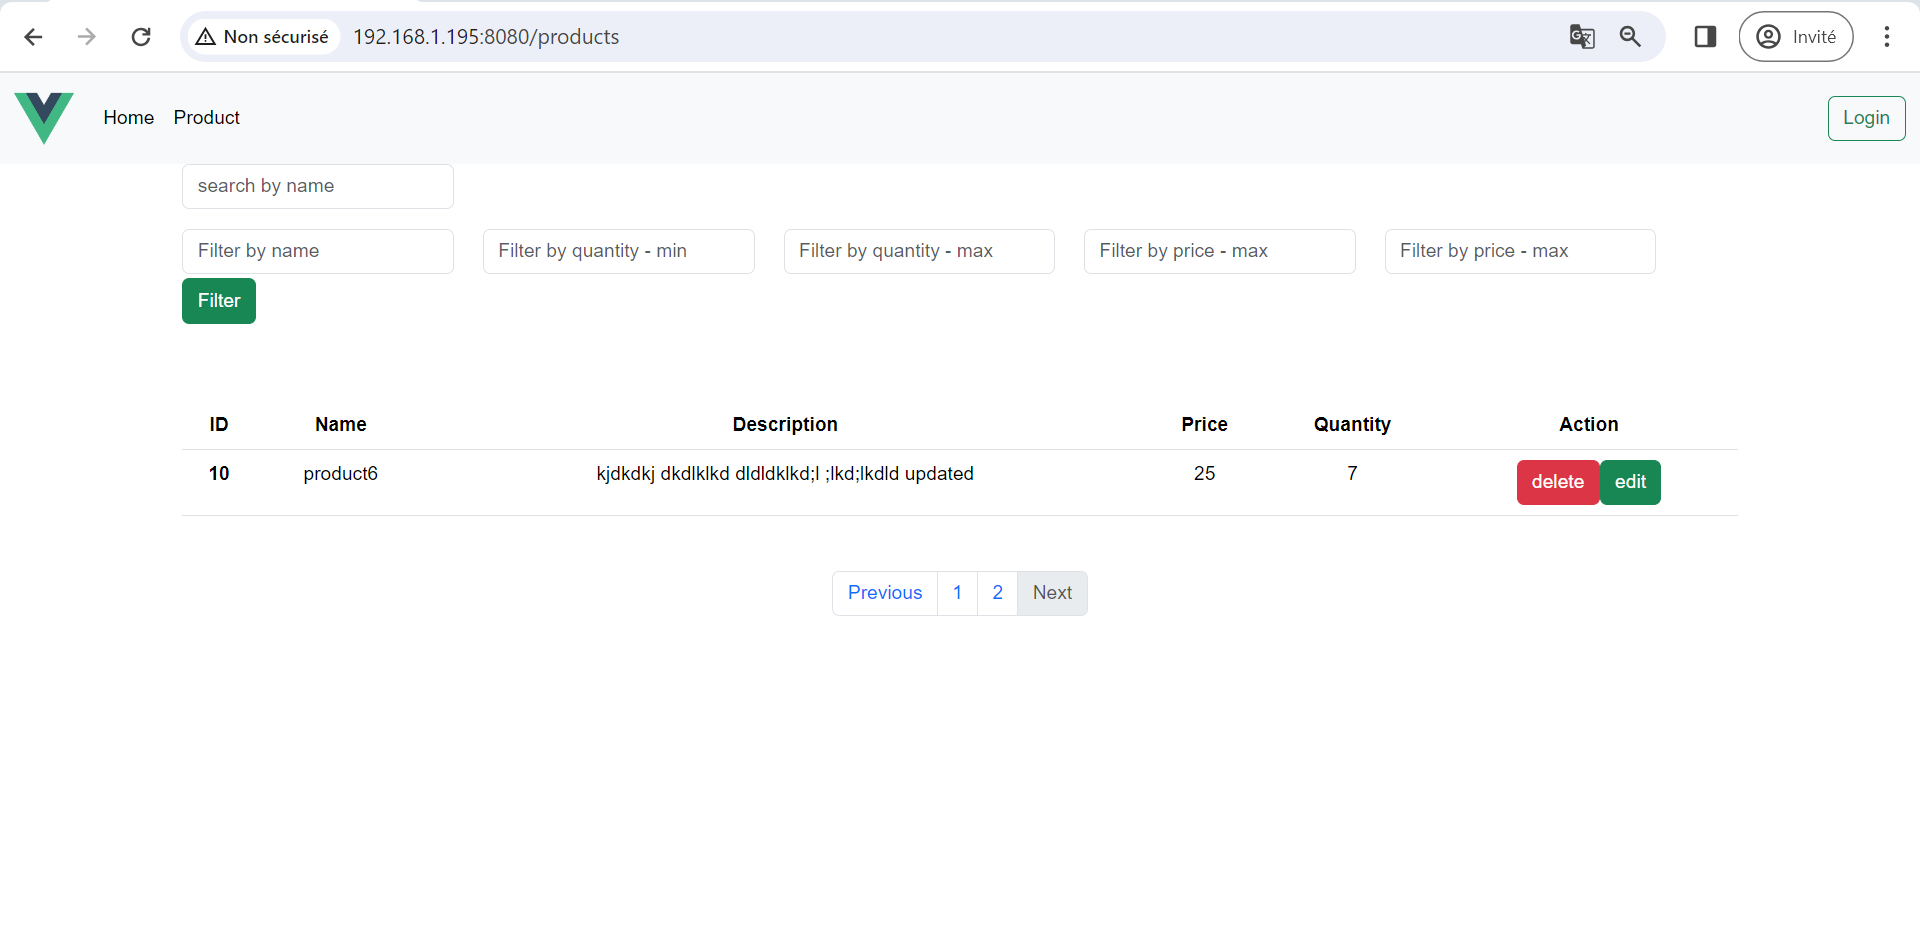 Non sécurisé 192.168.1.195:8080/products Invité
Home Product Login
search by name
Filter by name Filter by quantity - min Filter by quantity - max Filter by price - max Filter by price - max
Filter
ID Name Description Price Quantity Action
10 product6 kjdkdkj dkdlklkd dldldklkd;l ;lkd;lkdld updated 25 7 delete edit
Previous 1 2 Next